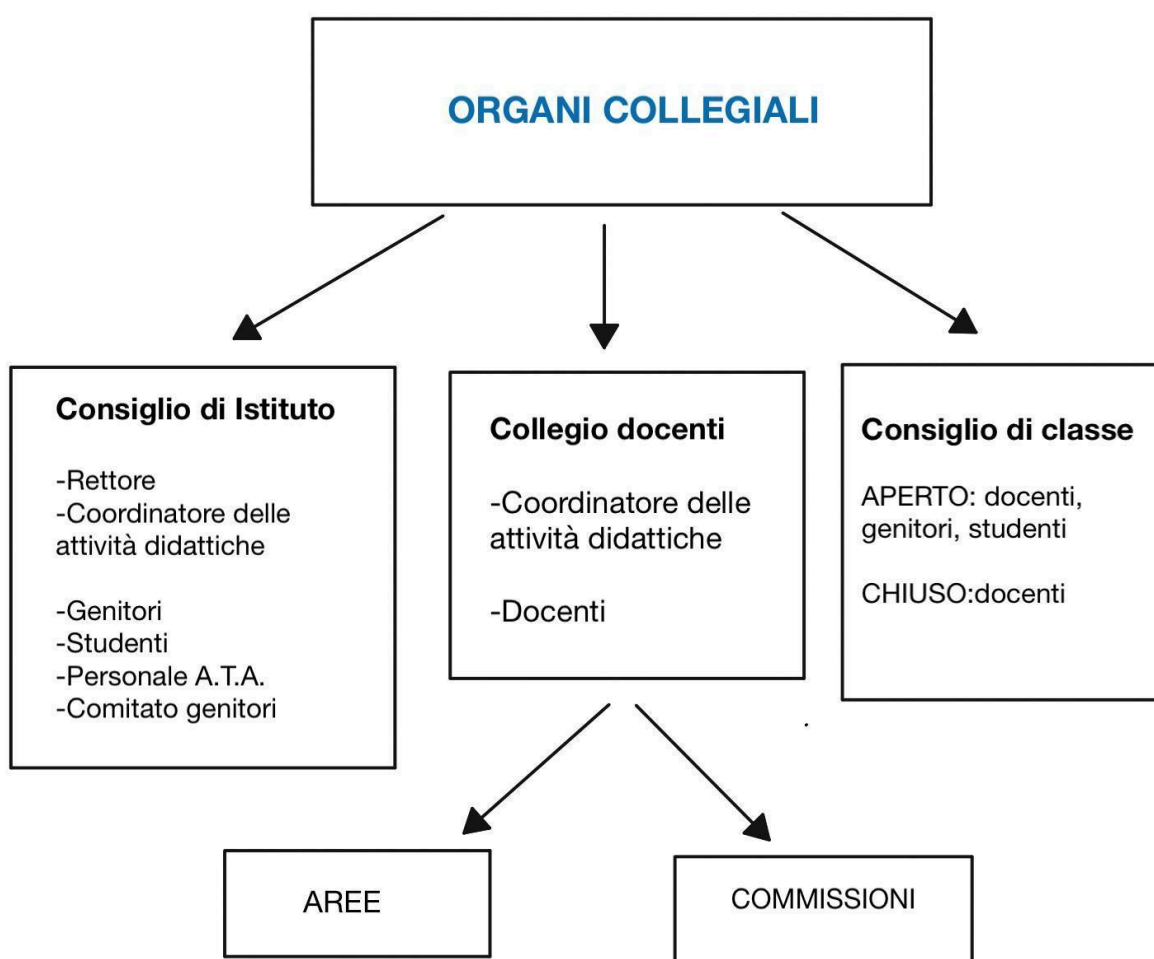 ORGANI COLLEGIALI
Consiglio di Istituto
-Rettore
-Coordinatore delle
attività didattiche
-Genitori
-Studenti
-Personale A.T.A.
-Comitato genitori
Collegio docenti
-Coordinatore delle
attività didattiche
-Docenti
Consiglio di classe
APERTO: docenti,
genitori, studenti
CHIUSO:docenti
AREE
COMMISSIONI